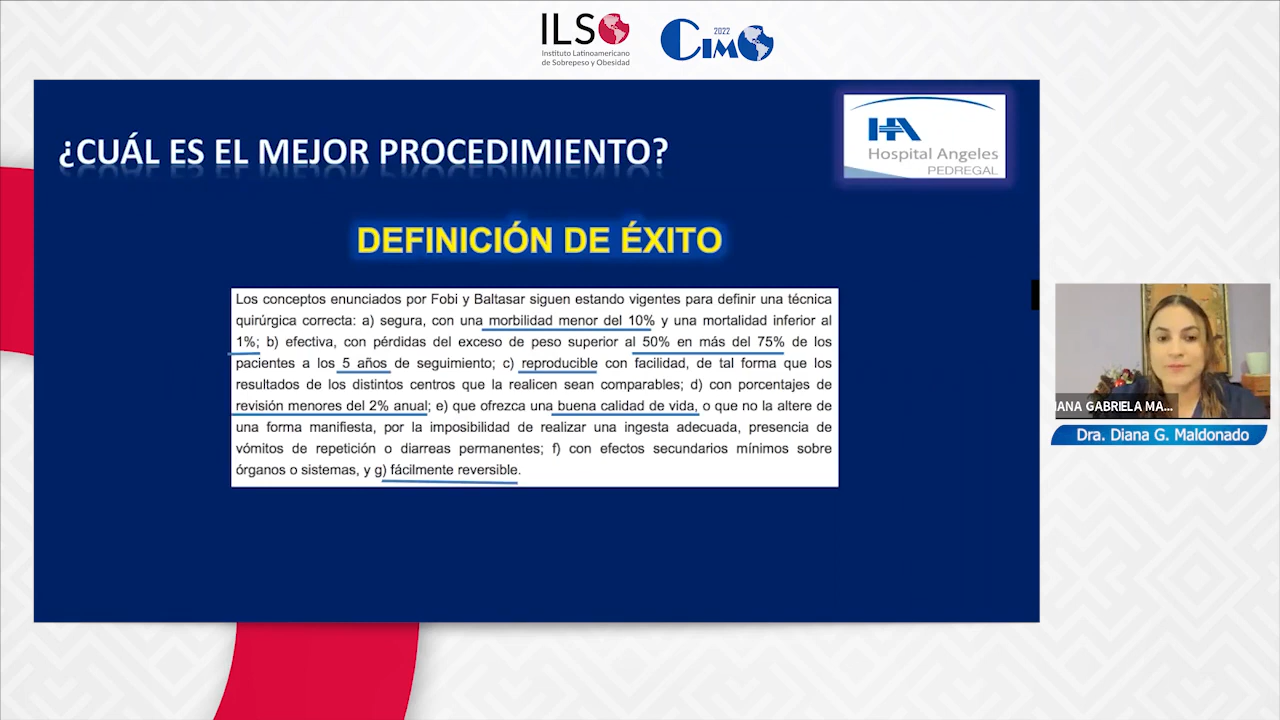 ILSO
Instituto Latinoamericano
de Sobrepeso y Obesidad
2022
CIMO
¿CUÁL ES EL MEJOR PROCEDIMIENTO?
HA
Hospital Angeles
PEDREGAL
DEFINICIÓN DE ÉXITO
Los conceptos enunciados por Fobi y Baltasar siguen estando vigentes para definir una técnica
quirúrgica correcta: a) segura, con una morbilidad menor del 10% y una mortalidad inferior al
1%; b) efectiva, con pérdidas del exceso de peso superior al 50% en más del 75% de los
pacientes a los 5 años de seguimiento; c) reproducible con facilidad, de tal forma que los
resultados de los distintos centros que la realicen sean comparables; d) con porcentajes de
revisión menores del 2% anual; e) que ofrezca una buena calidad de vida, o que no la altere de
una forma manifiesta, por la imposibilidad de realizar una ingesta adecuada, presencia de
vómitos de repetición o diarreas permanentes; f) con efectos secundarios mínimos sobre
órganos o sistemas, y g) fácilmente reversible.
IANA GABRIELA MA...
Dra. Diana G. Maldonado